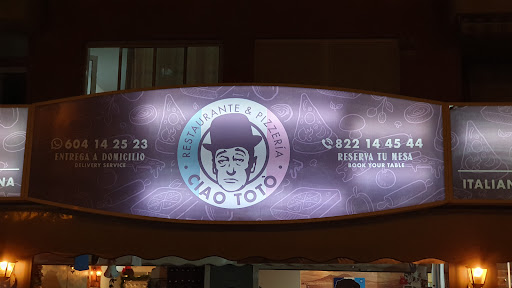 RESTAURANTE & PIZZERÍA
CIAO TOTÒ
604 14 25 23
ENTREGA A DOMICILIO
DELIVERY SERVICE
822 14 45 44
RESERVA TU MESA
BOOK YOUR TABLE
NA
ITALIAN